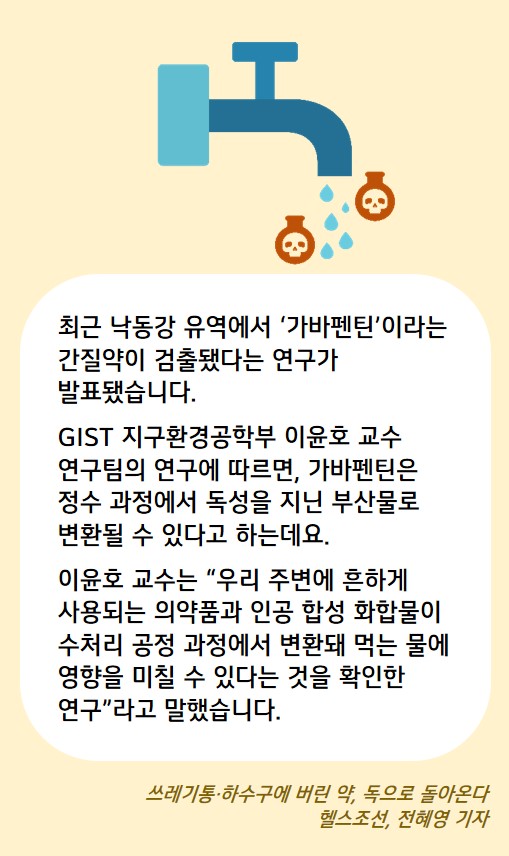 최근 낙동강 유역에서 ‘가바펜틴’이라는
간질약이 검출됐다는 연구가
발표됐습니다.
GIST 지구환경공학부 이윤호 교수
연구팀의 연구에 따르면, 가바펜틴은
정수 과정에서 독성을 지닌 부산물로
변환될 수 있다고 하는데요.
이윤호 교수는 “우리 주변에 흔하게
사용되는 의약품과 인공 합성 화합물이
수처리 공정 과정에서 변환돼 먹는 물에
영향을 미칠 수 있다는 것을 확인한
연구”라고 말했습니다.
쓰레기통·하수구에 버린 약, 독으로 돌아온다
헬스조선, 전혜영 기자